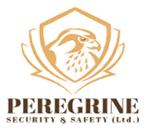 PEREGRINE
SECURITY & SAFETY (Ltd.)